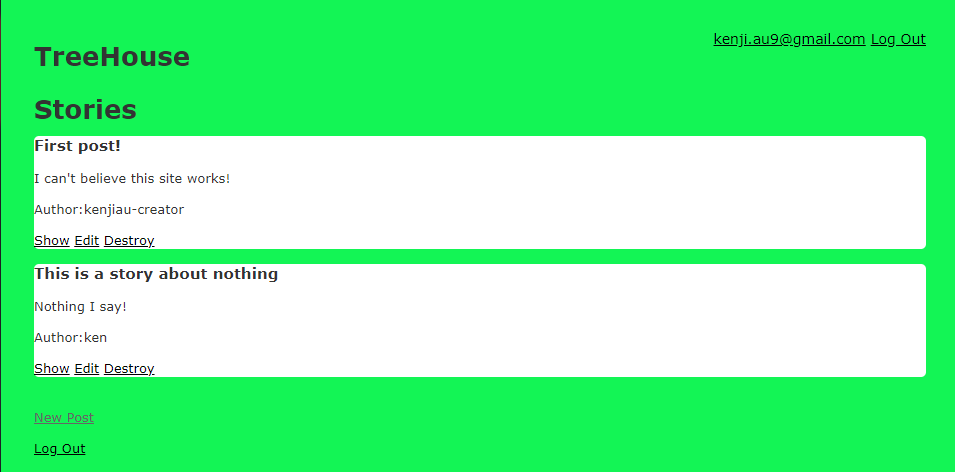 kenji.au9@gmail.com Log Out
TreeHouse
Stories
First post!
I can't believe this site works!
Author:kenjiau-creator
Show Edit Destroy
This is a story about nothing
Nothing I say!
Author:ken
Show Edit Destroy
New Post
Log Out